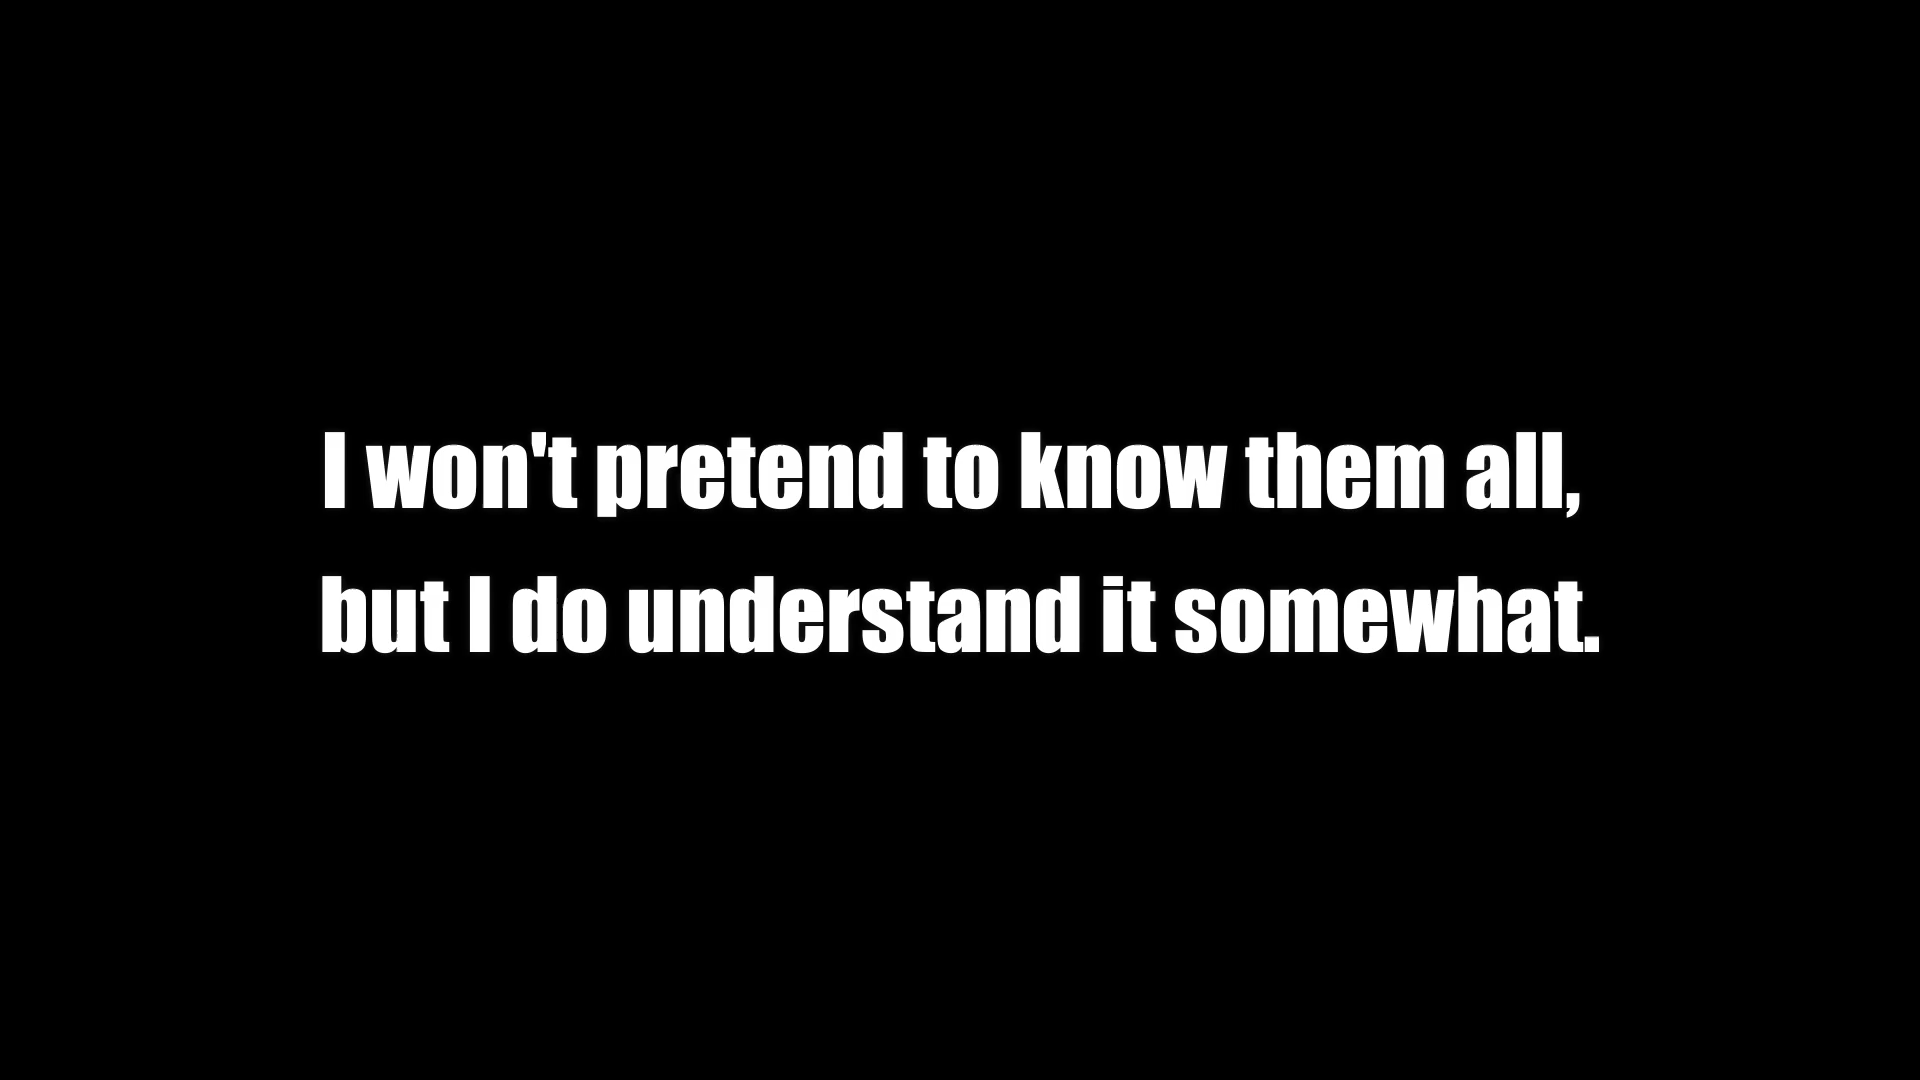 I won't pretend to know them all,
but I do understand it somewhat.